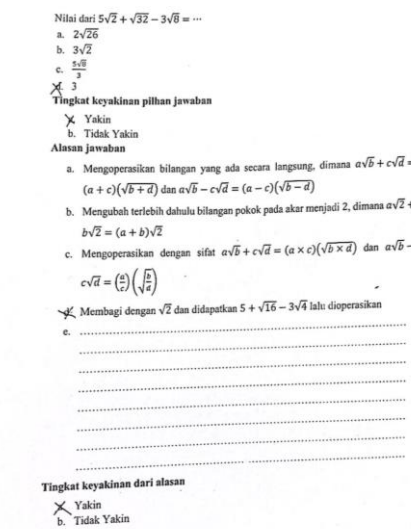 Nilai dari 5√2 + √32 − 3√8 = ⋯
a. 2√26
b. 3√2
c. 5√8/3
d. 3
Tingkat keyakinan pilhan jawaban
Yakin
b. Tidak Yakin
Alasan jawaban
a. Mengoperasikan bilangan yang ada secara langsung, dimana a√b + c√d =
(a + c)(√b + d) dan a√b − c√d = (a − c)(√b − d)
b. Mengubah terlebih dahulu bilangan pokok pada akar menjadi 2, dimana a√2 +
b√2 = (a + b)√2
c. Mengoperasikan dengan sifat a√b + c√d = (a × c)(√b × d) dan a√b −
c√d = (a/c)(√b/d)
Membagi dengan √2 dan didapatkan 5 + √16 − 3√4 lalu dioperasikan
e.
Tingkat keyakinan dari alasan
Yakin
b. Tidak Yakin